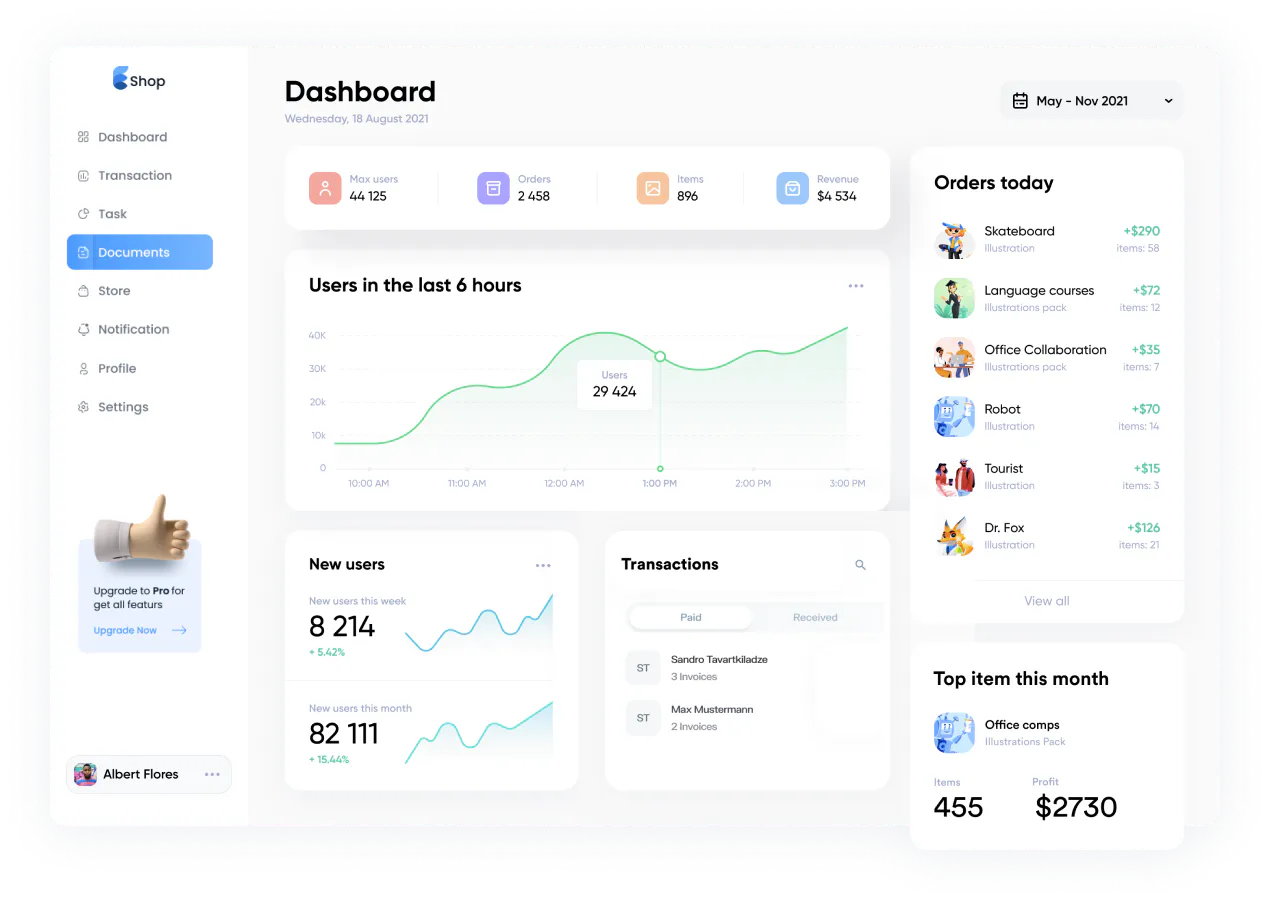 Shop
Dashboard
Transaction
Task
Documents
Store
Notification
Profile
Settings
Upgrade to Pro for
get all featurs
Upgrade Now
Albert Flores
Dashboard
Wednesday, 18 August 2021
May - Nov 2021
Max users
44 125
Orders
2 458
Items
896
Revenue
$4 534
Users in the last 6 hours
40K
30K
20k
10k
0
Users
29 424
10:00 AM
11:00 AM
12:00 AM
1:00 PM
2:00 PM
3:00 PM
New users
New users this week
8 214
+ 5.42%
New users this month
82 111
+ 15.44%
Transactions
Paid
Received
ST
Sandro Tavartkiladze
3 Invoices
ST
Max Mustermann
2 Invoices
Orders today
Skateboard
+$290
Illustration
items: 58
Language courses
+$72
Illustrations pack
items: 12
Office Collaboration
+$35
Illustrations pack
items: 7
Robot
+$70
Illustration
items: 14
Tourist
+$15
Illustration
items: 3
Dr. Fox
+$126
Illustration
items: 21
View all
Top item this month
Office comps
Illustrations Pack
Items
455
Profit
$2730